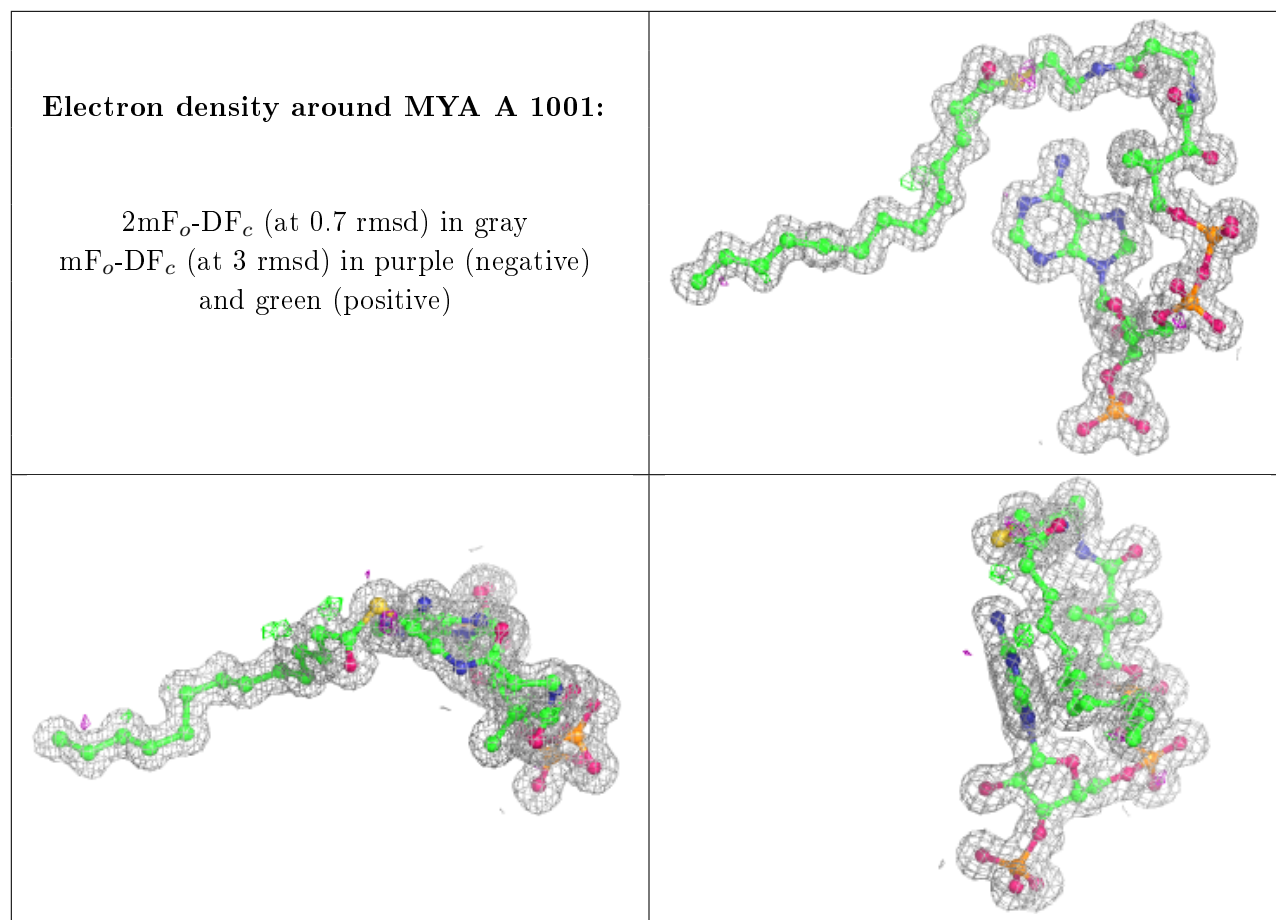 Electron density around MYA A 1001:
2mFₒ-DF𝒸 (at 0.7 rmsd) in gray
mFₒ-DF𝒸 (at 3 rmsd) in purple (negative)
and green (positive)